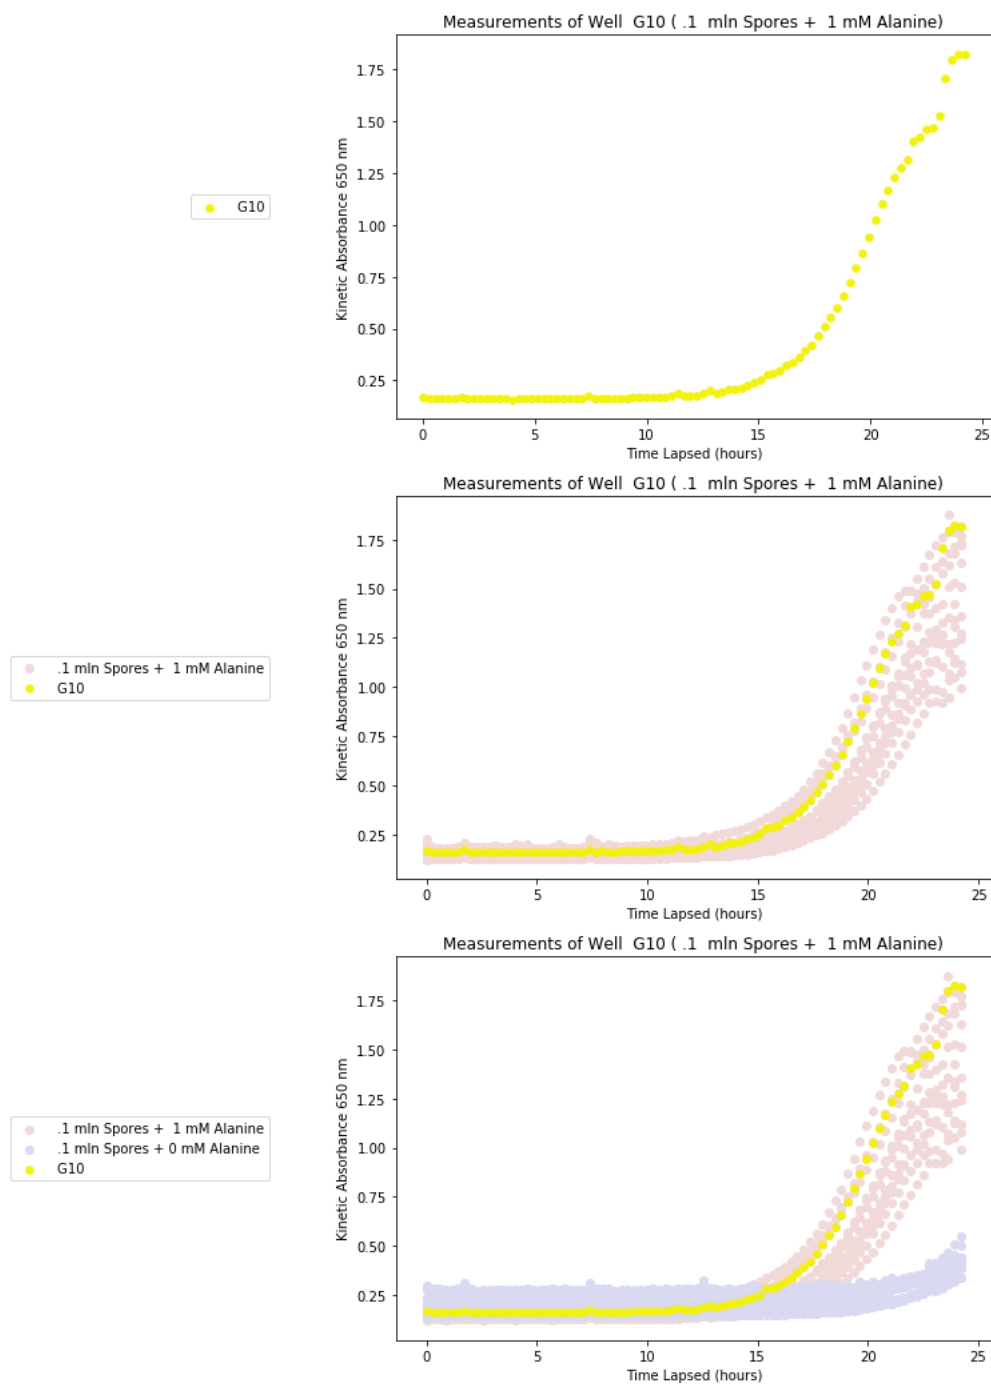 Measurements of Well  G10 ( .1  mln Spores +  1 mM Alanine)
1.75
1.50
1.25
1.00
0.75
0.50
0.25
Kinetic Absorbance 650 nm
G10
0 5 10 15 20 25
Time Lapsed (hours)
Measurements of Well  G10 ( .1  mln Spores +  1 mM Alanine)
1.75
1.50
1.25
1.00
0.75
0.50
0.25
Kinetic Absorbance 650 nm
.1 mln Spores +  1 mM Alanine
G10
0 5 10 15 20 25
Time Lapsed (hours)
Measurements of Well  G10 ( .1  mln Spores +  1 mM Alanine)
1.75
1.50
1.25
1.00
0.75
0.50
0.25
Kinetic Absorbance 650 nm
.1 mln Spores +  1 mM Alanine
.1 mln Spores + 0 mM Alanine
G10
0 5 10 15 20 25
Time Lapsed (hours)